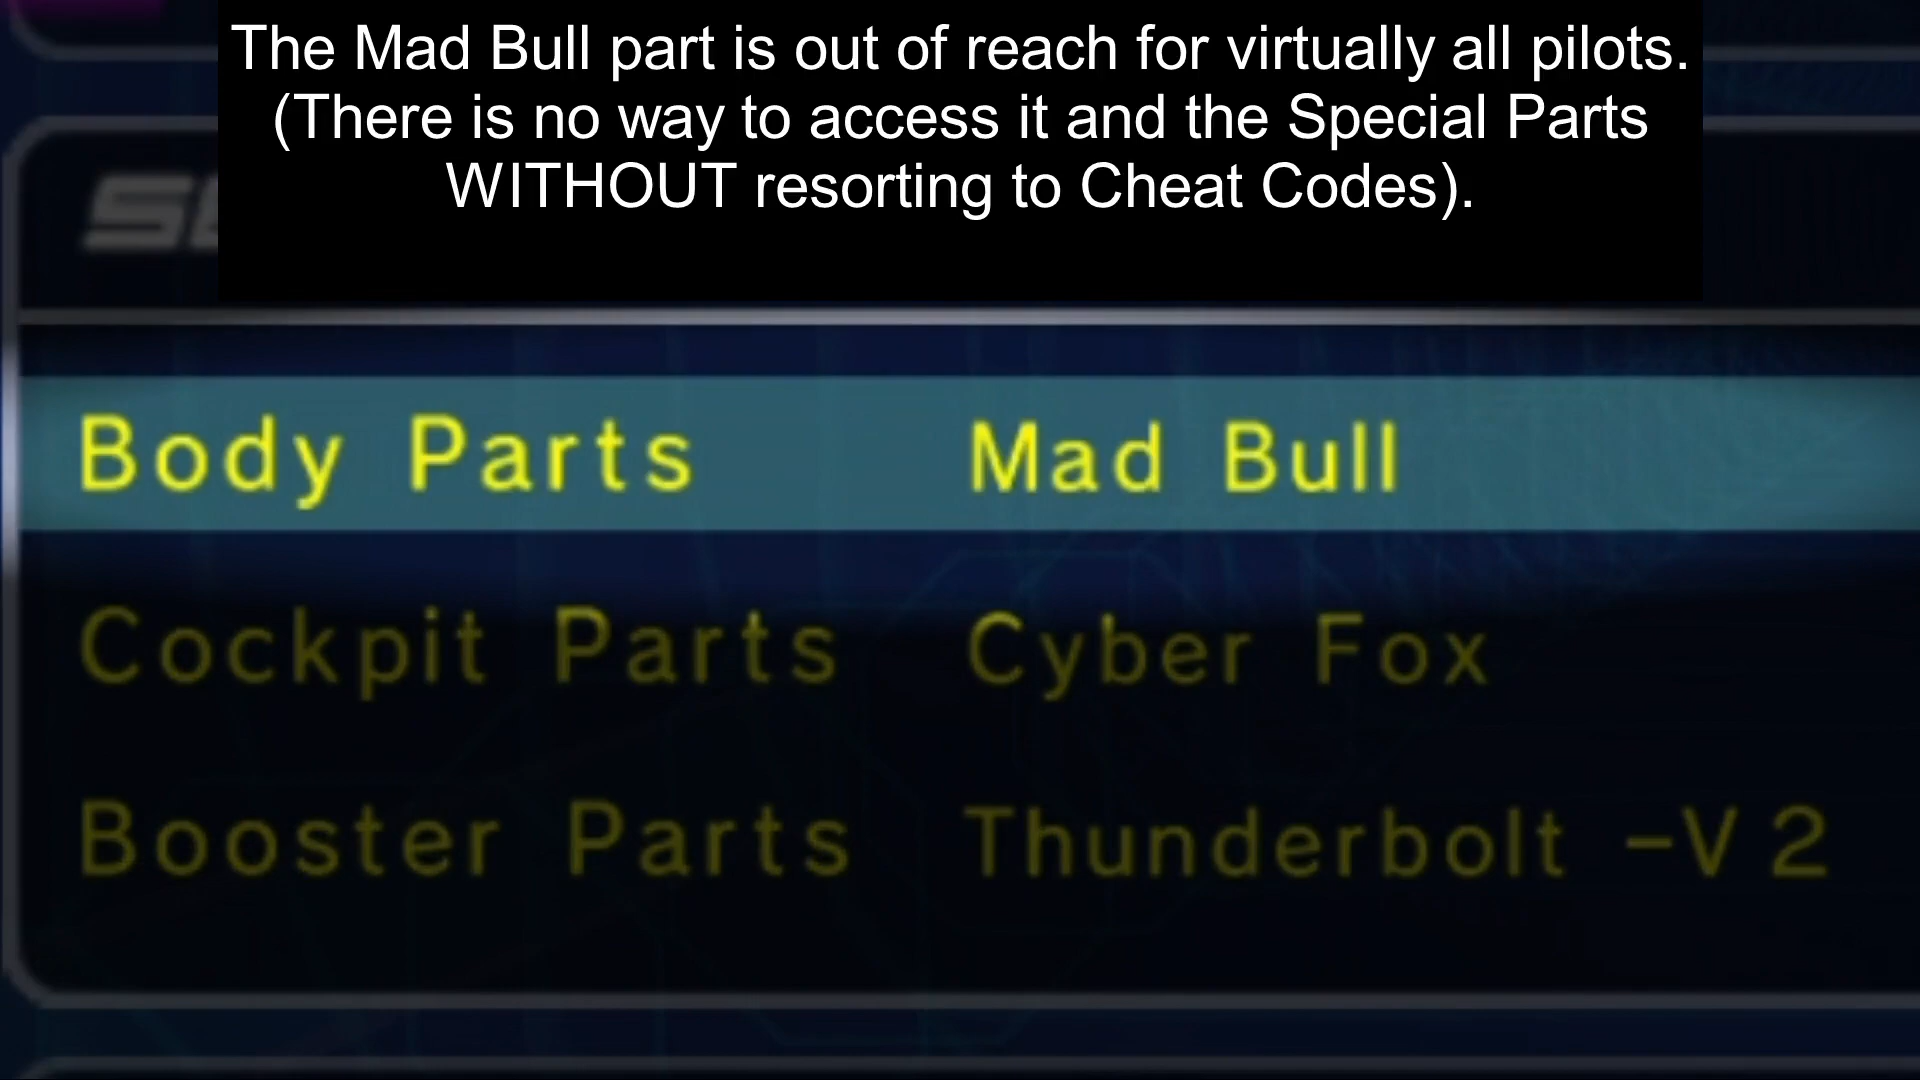 The Mad Bull part is out of reach for virtually all pilots.
(There is no way to access it and the Special Parts
WITHOUT resorting to Cheat Codes).
Body Parts Mad Bull
Cockpit Parts Cyber Fox
Booster Parts Thunderbolt -V2